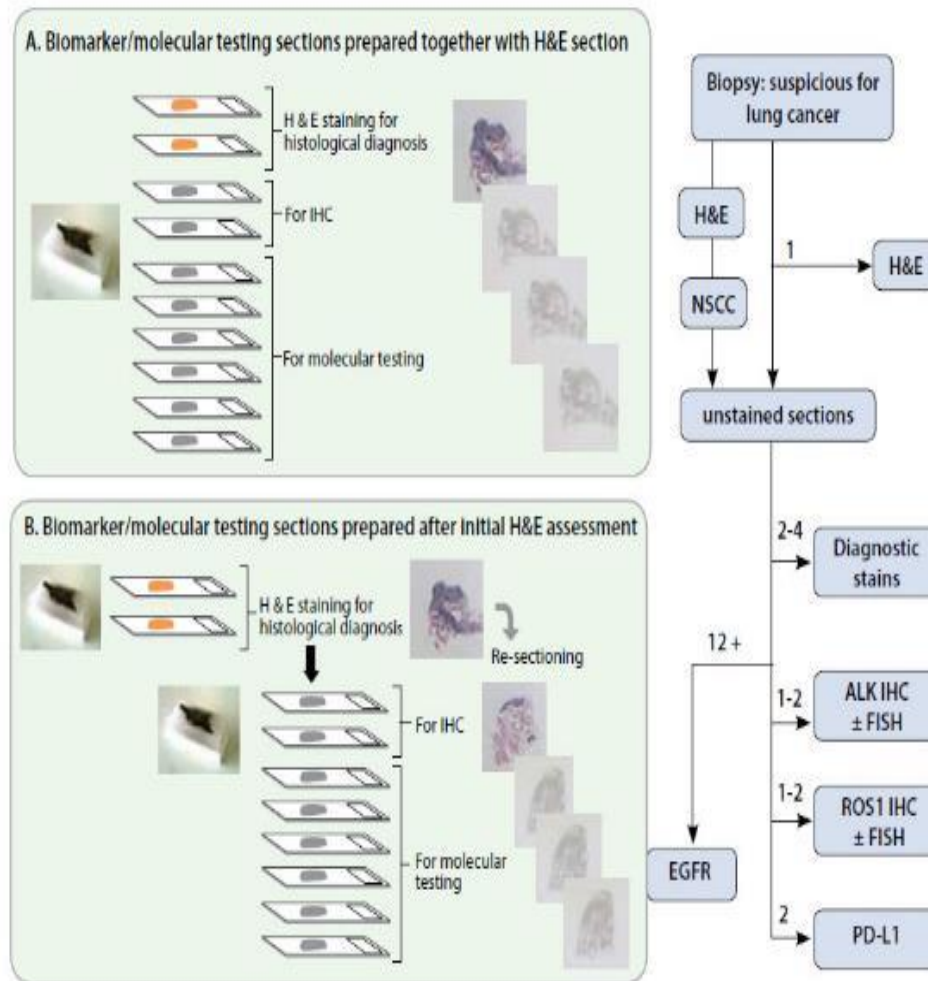 A. Biomarker/molecular testing sections prepared together with H&E section
H & E staining for
histological diagnosis
For IHC
For molecular testing
B. Biomarker/molecular testing sections prepared after initial H&E assessment
H & E staining for
histological diagnosis
Re-sectioning
For IHC
For molecular
testing
Biopsy: suspicious for
lung cancer
H&E
1
H&E
NSCC
unstained sections
2-4
Diagnostic
stains
12 +
1-2
ALK IHC
± FISH
1-2
ROS1 IHC
± FISH
EGFR
2
PD-L1